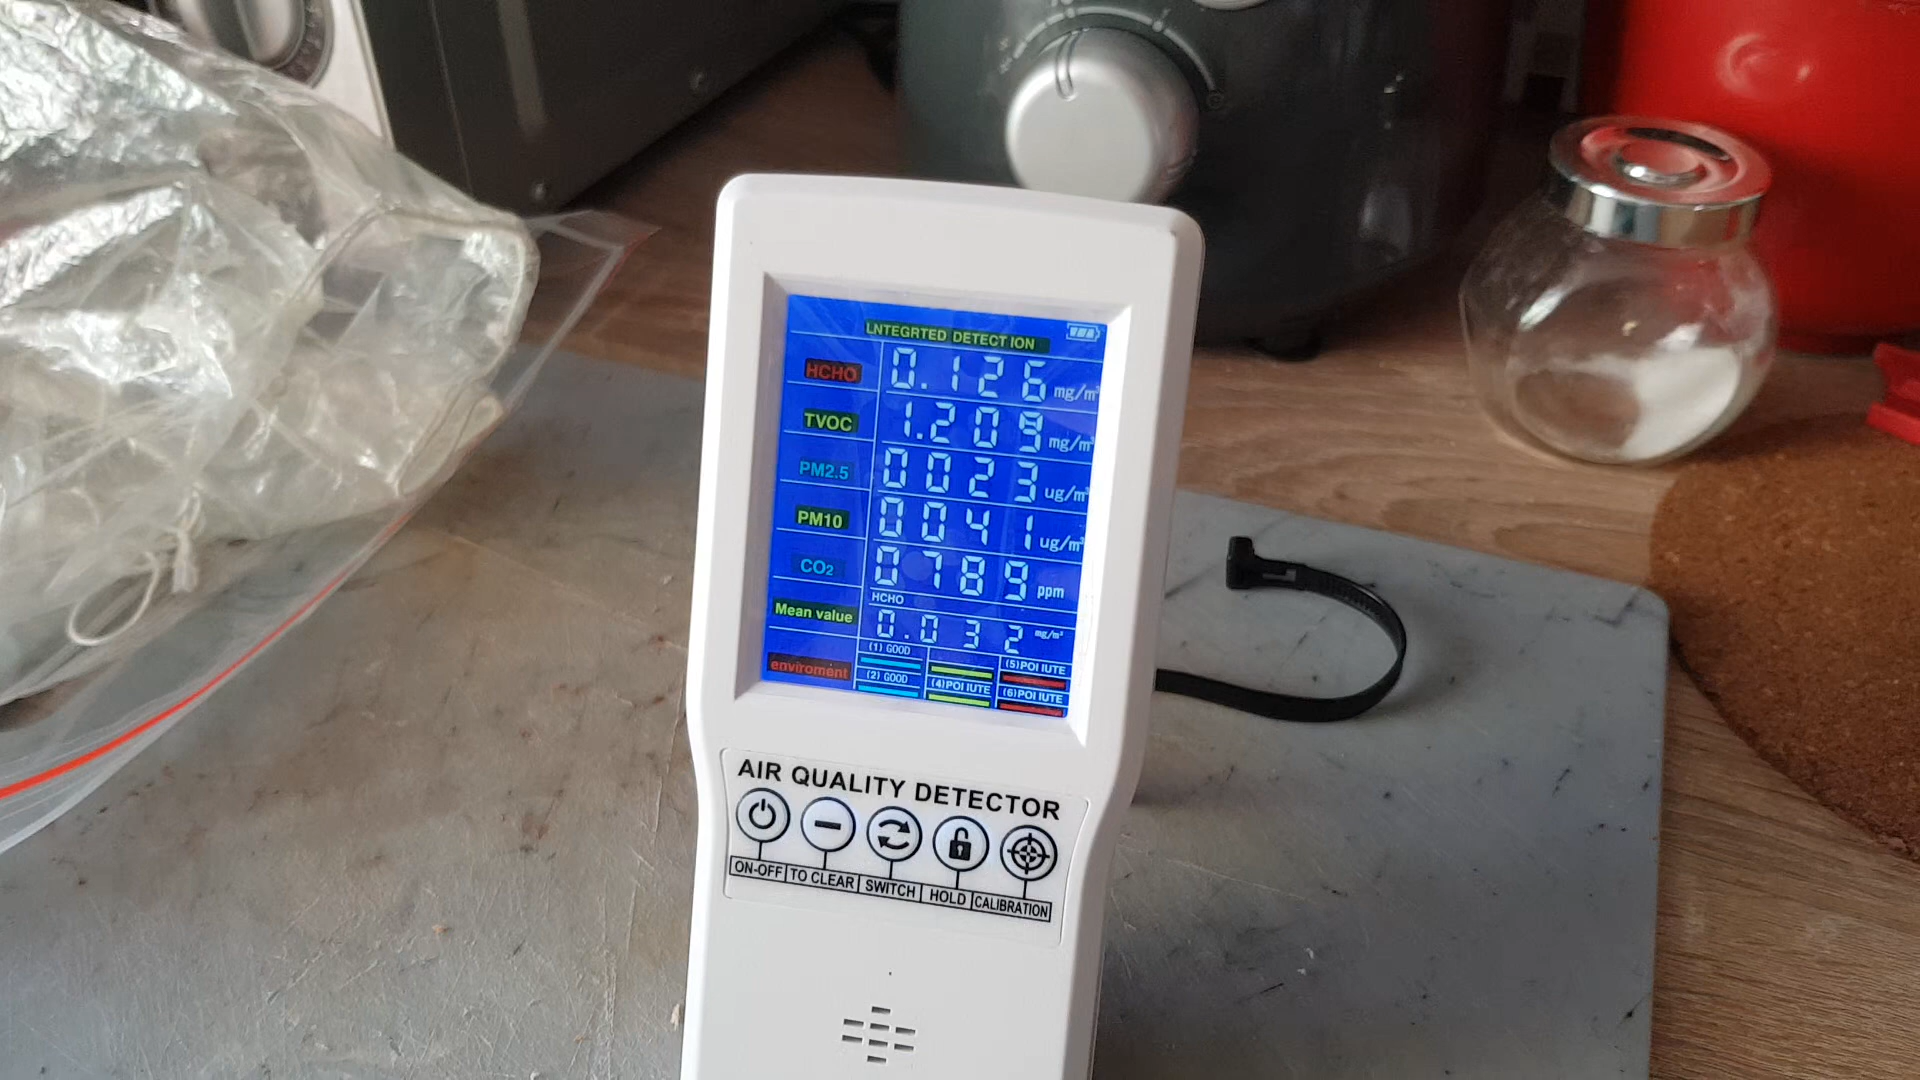 LNTEGRTED DETECT ION
HCHO 0.126 mg/m³
TVOC 1.209 mg/m³
PM2.5 0023 ug/m³
PM10 0041 ug/m³
CO₂ 0789 ppm
HCHO
Mean value 0.032 mg/m³
enviroment
(1) GOOD
(5)POI IUTE
(2) GOOD
(4)POI IUTE
(6)POI IUTE
AIR QUALITY DETECTOR
ON-OFF TO CLEAR SWITCH HOLD CALIBRATION